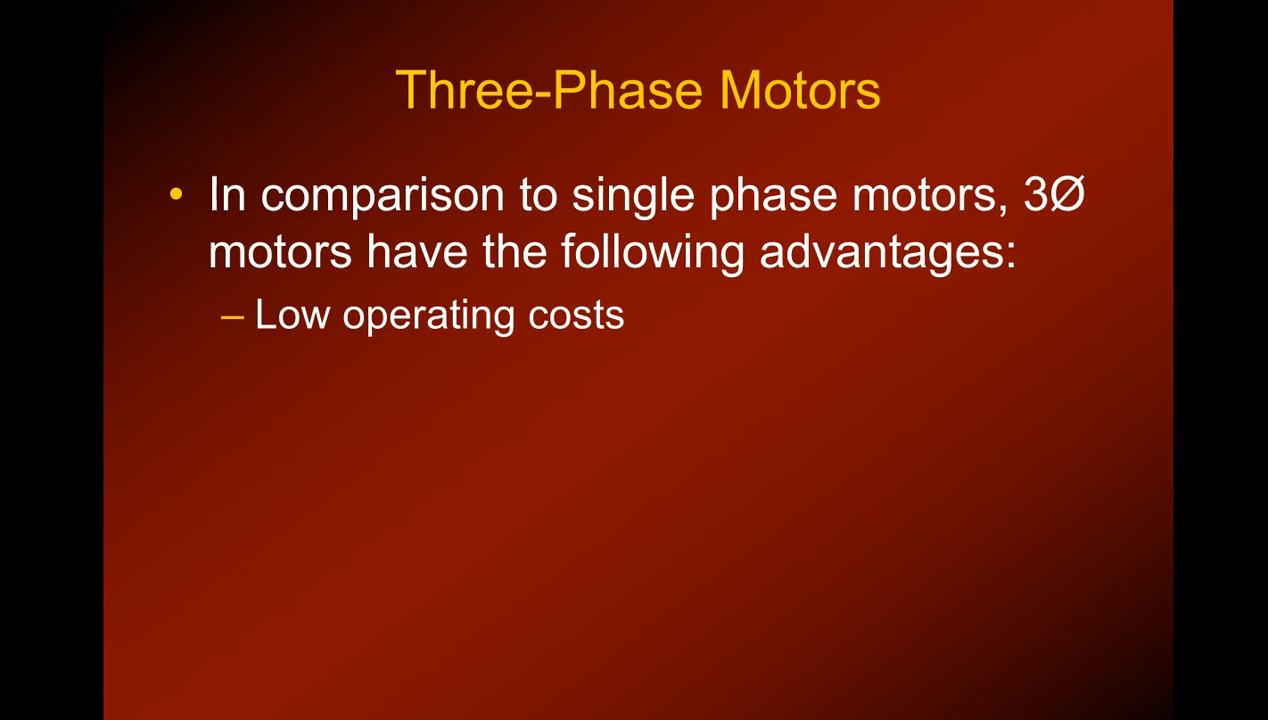 Three-Phase Motors
• In comparison to single phase motors, 3Ø
motors have the following advantages:
– Low operating costs